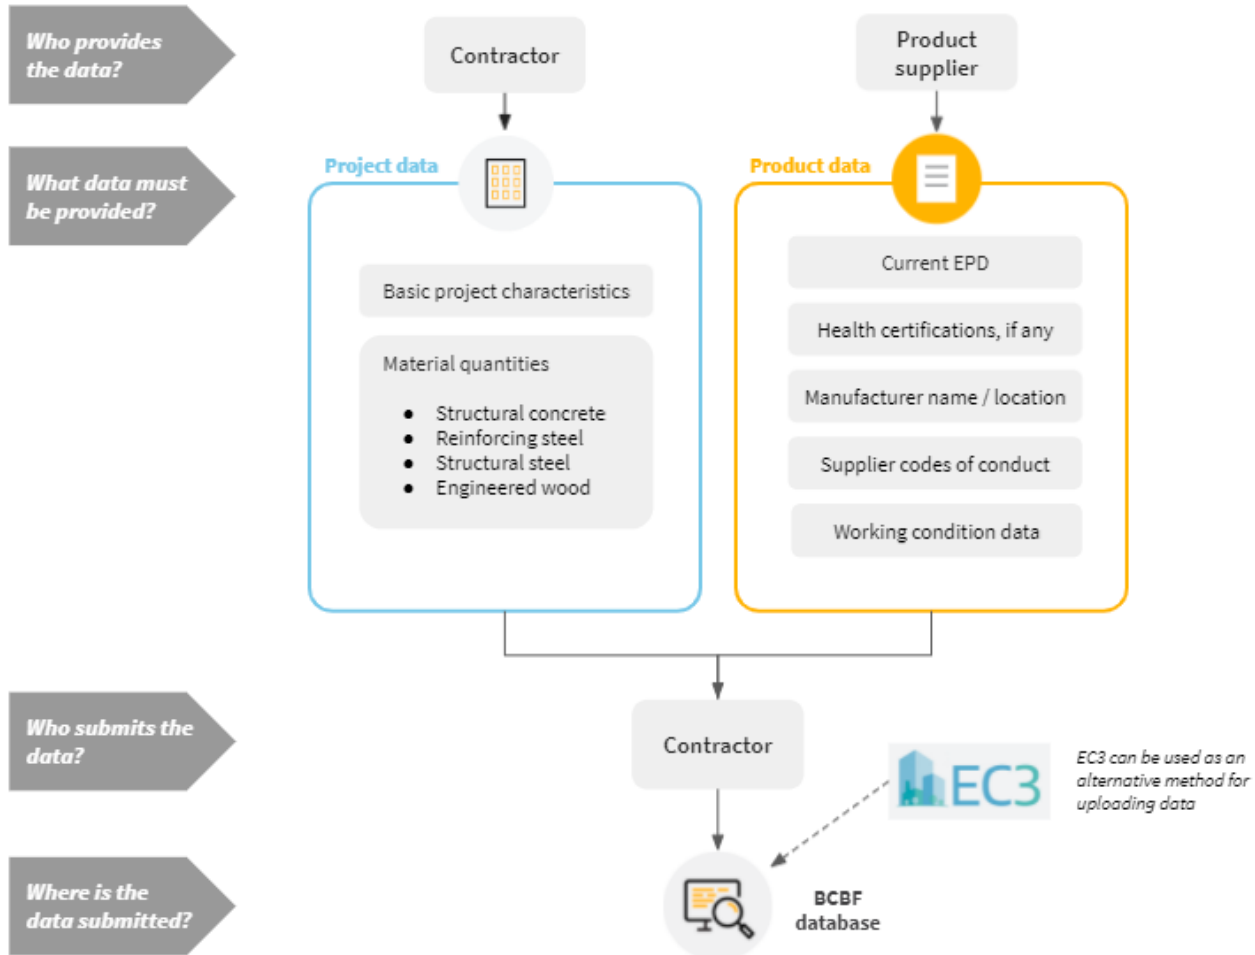 Who provides
the data?
Contractor
Product
supplier
What data must
be provided?
Project data
Basic project characteristics
Material quantities
● Structural concrete
● Reinforcing steel
● Structural steel
● Engineered wood
Product data
Current EPD
Health certifications, if any
Manufacturer name / location
Supplier codes of conduct
Working condition data
Who submits the
data?
Contractor
EC3
EC3 can be used as an
alternative method for
uploading data
Where is the
data submitted?
BCBF
database